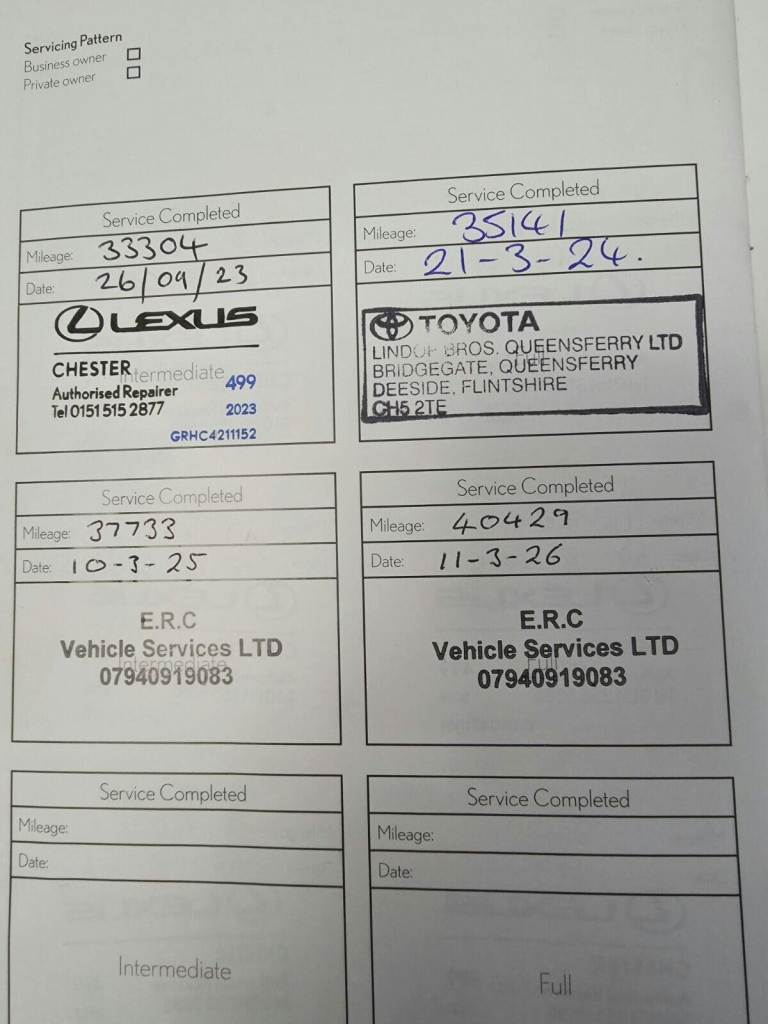 Servicing Pattern
Business owner
Private owner
Service Completed
Mileage: 33304
Date: 26/09/23
LEXUS
CHESTER
Intermediate
Authorised Repairer
499
Tel 0151 515 2877
2023
GRHC4211152
Service Completed
Mileage: 35141
Date: 21-3-24.
TOYOTA
BROS. QUEENSFERRY LTD
Full
BRIDGEGATE, QUEENSFERRY
DEESIDE, FLINTSHIRE
CH5 2TE
Service Completed
Mileage: 37733
Date: 10-3-25
E.R.C
Vehicle Services LTD
Intermediate
07940919083
Service Completed
Mileage: 40429
Date: 11-3-26
E.R.C
Vehicle Services LTD
Full
07940919083
Service Completed
Mileage:
Date:
Intermediate
Service Completed
Mileage:
Date:
Full